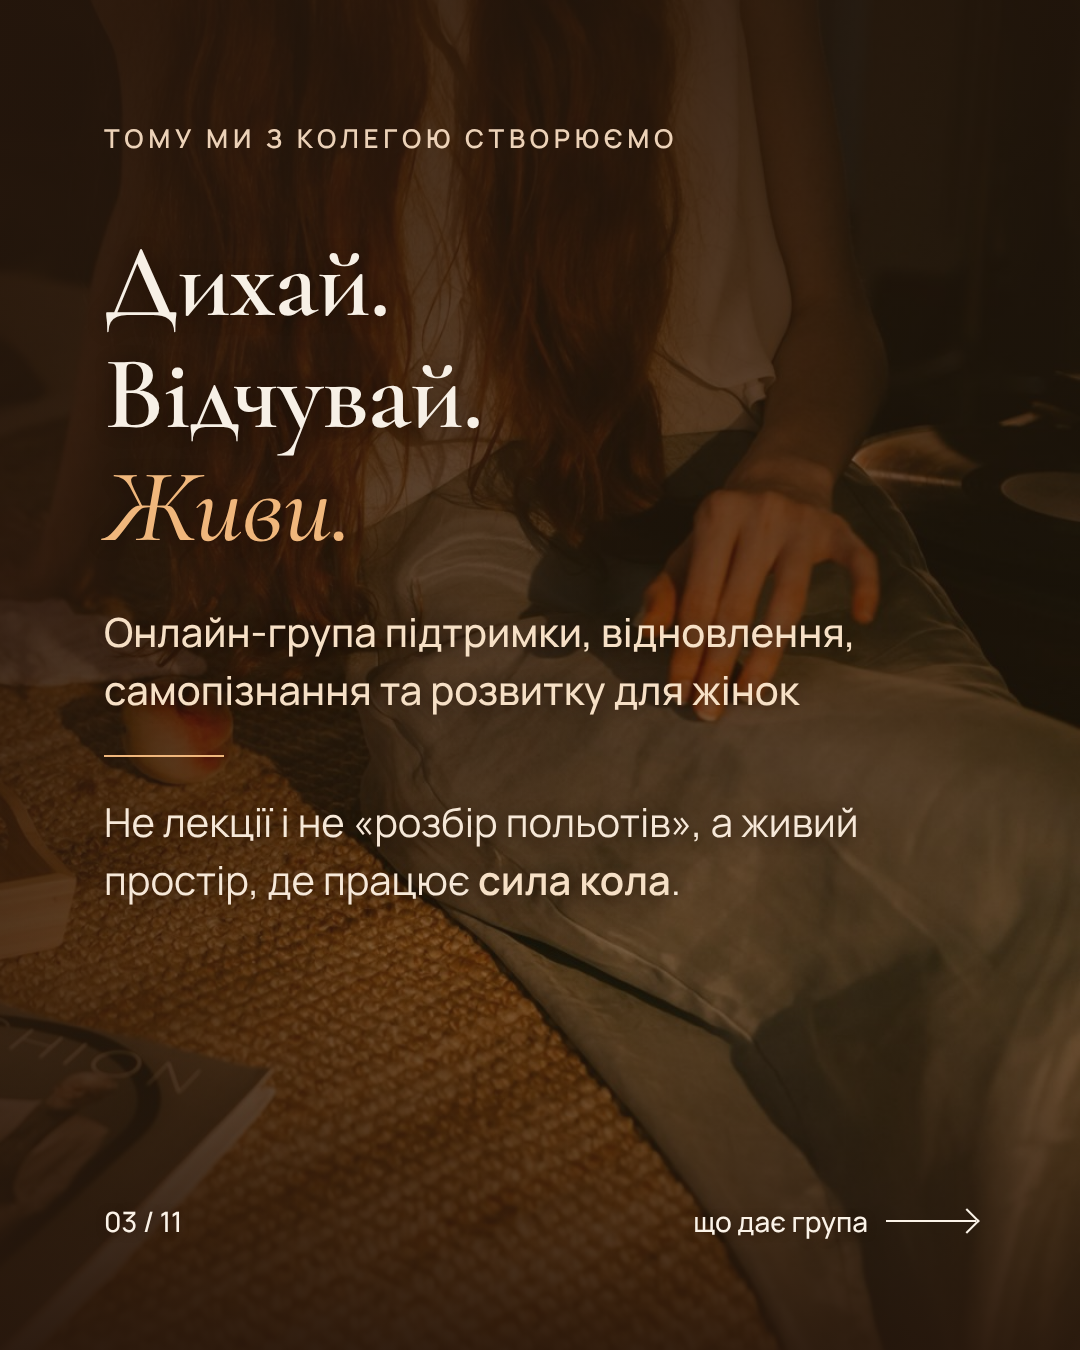 ТОМУ МИ З КОЛЕГОЮ СТВОРЮЄМО
Дихай.
Відчувай.
Живи.
Онлайн-група підтримки, відновлення,
самопізнання та розвитку для жінок
Не лекції і не «розбір польотів», а живий
простір, де працює сила кола.
03 / 11
що дає група